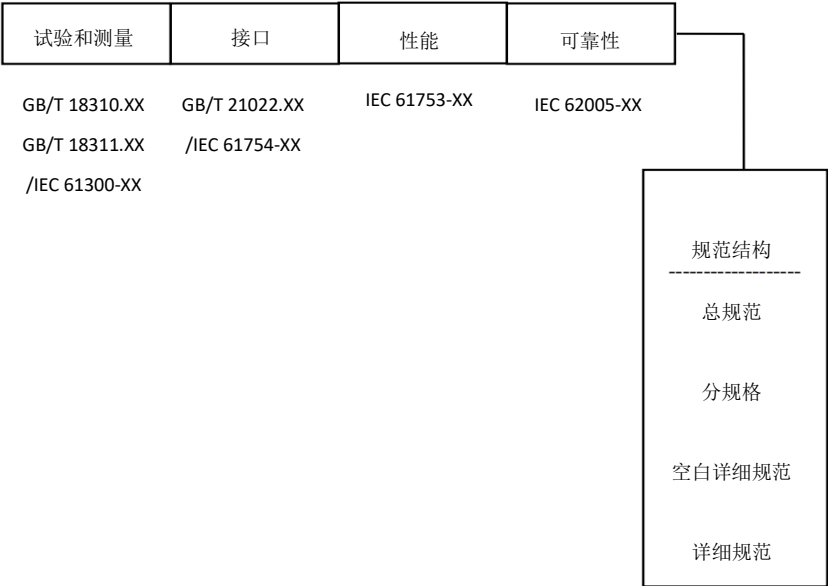 试验和测量 接口 性能 可靠性
GB/T 18310.XX GB/T 21022.XX IEC 61753-XX IEC 62005-XX
GB/T 18311.XX /IEC 61754-XX
/IEC 61300-XX
规范结构
总规范
分规格
空白详细规范
详细规范